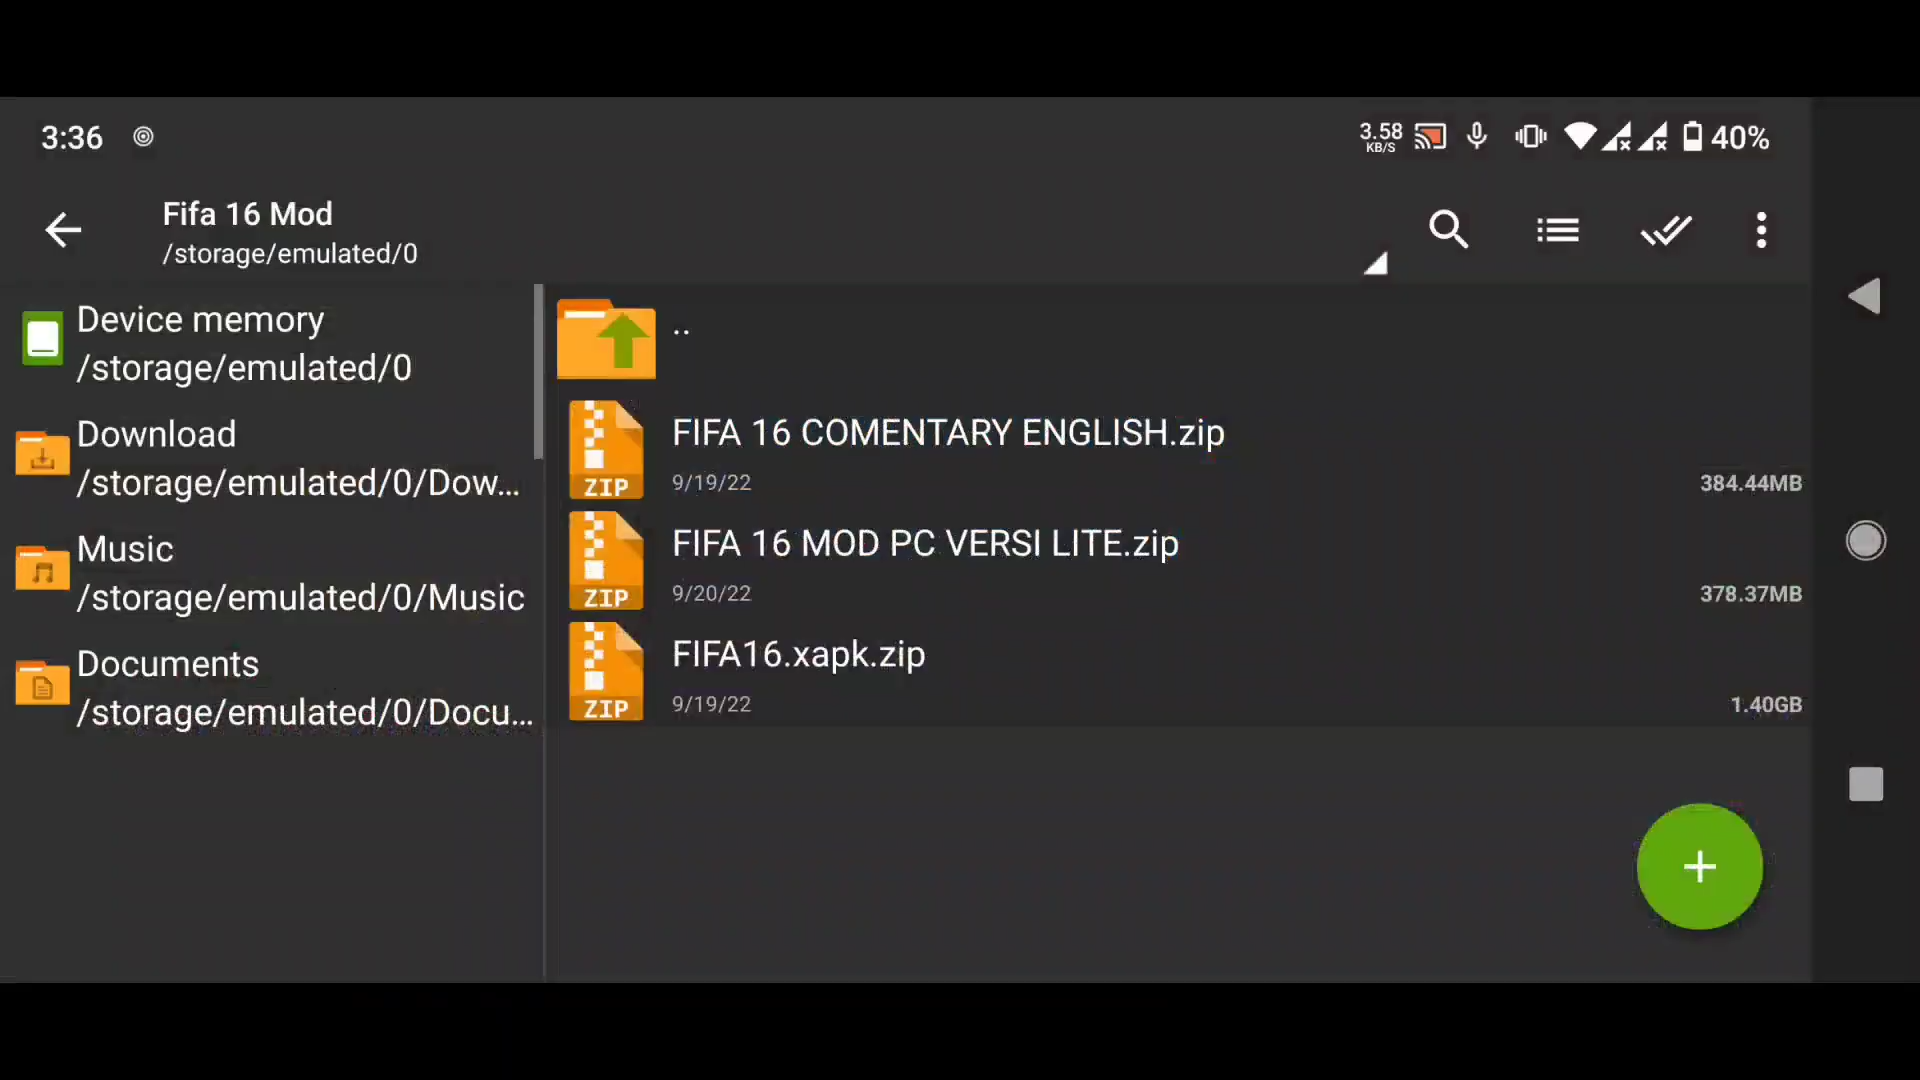 3:36
3.58
KB/S
40%
Fifa 16 Mod
/storage/emulated/0
Device memory
/storage/emulated/0
Download
/storage/emulated/0/Dow...
Music
/storage/emulated/0/Music
Documents
/storage/emulated/0/Docu...
..
ZIP
FIFA 16 COMENTARY ENGLISH.zip
9/19/22
384.44MB
ZIP
FIFA 16 MOD PC VERSI LITE.zip
9/20/22
378.37MB
ZIP
FIFA16.xapk.zip
9/19/22
1.40GB